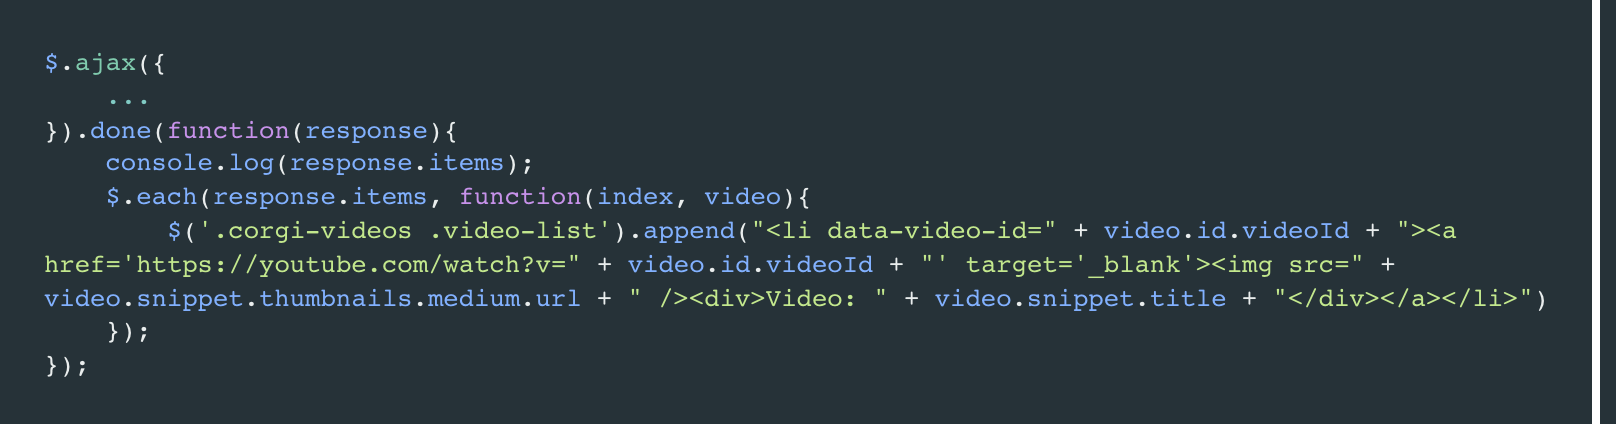 $.ajax({
    ...
}).done(function(response){
    console.log(response.items);
    $.each(response.items, function(index, video){
        $('.corgi-videos .video-list').append("<li data-video-id=" + video.id.videoId + "><a
href='https://youtube.com/watch?v=" + video.id.videoId + "' target='_blank'><img src=" +
video.snippet.thumbnails.medium.url + " /><div>Video: " + video.snippet.title + "</div></a></li>")
    });
});